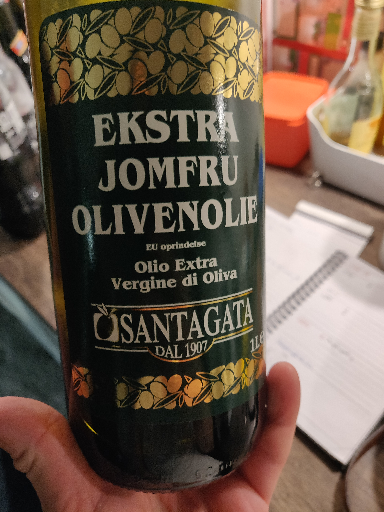 EKSTRA
JOMFRU
OLIVENOLIE
EU oprindelse
Olio Extra
Vergine di Oliva
SANTAGATA
DAL 1907
1L e